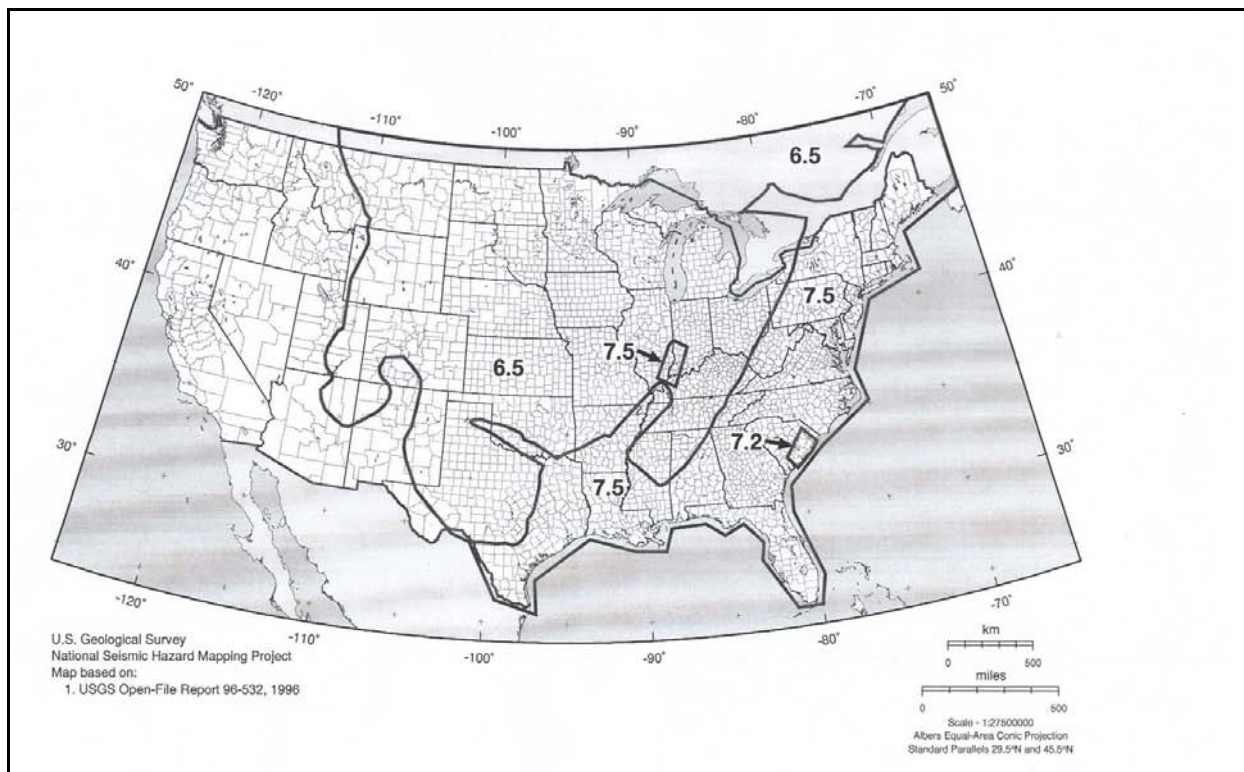 50°
-120°
-110°
-100°
-90°
-80°
-70°
50°
6.5
40°
40°
7.5
7.5
6.5
7.2
30°
30°
7.5
-120°
-110°
-100°
-90°
-80°
-70°
U.S. Geological Survey
National Seismic Hazard Mapping Project
Map based on:
1. USGS Open-File Report 96-532, 1996
km
0 500
miles
0 500
Scale - 1:27500000
Albers Equal-Area Conic Projection
Standard Parallels 29.5°N and 45.5°N